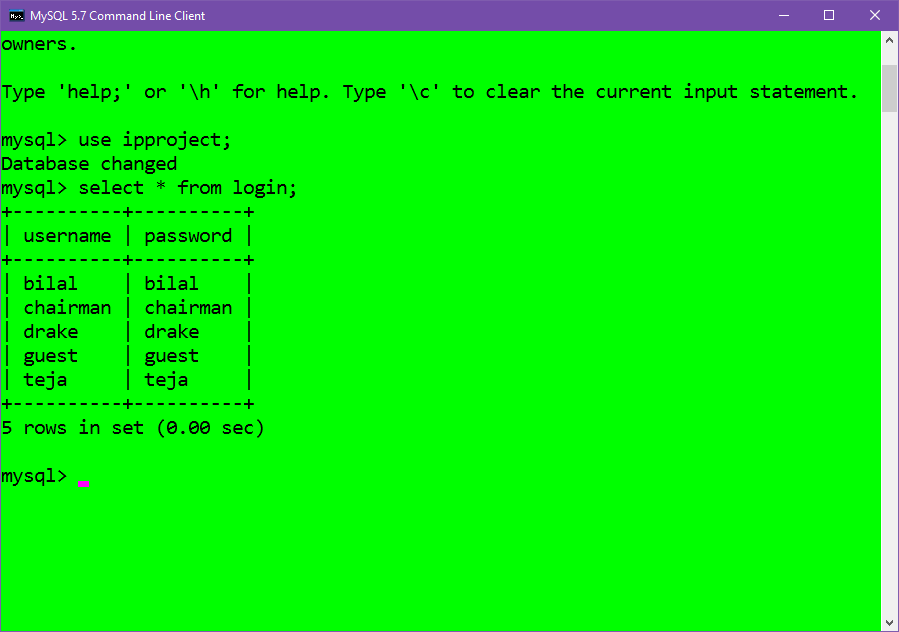 MySQL 5.7 Command Line Client
owners.
Type 'help;' or '\h' for help. Type '\c' to clear the current input statement.
mysql> use ipproject;
Database changed
mysql> select * from login;
+----------+----------+
| username | password |
+----------+----------+
| bilal    | bilal    |
| chairman | chairman |
| drake    | drake    |
| guest    | guest    |
| teja     | teja     |
+----------+----------+
5 rows in set (0.00 sec)
mysql> _